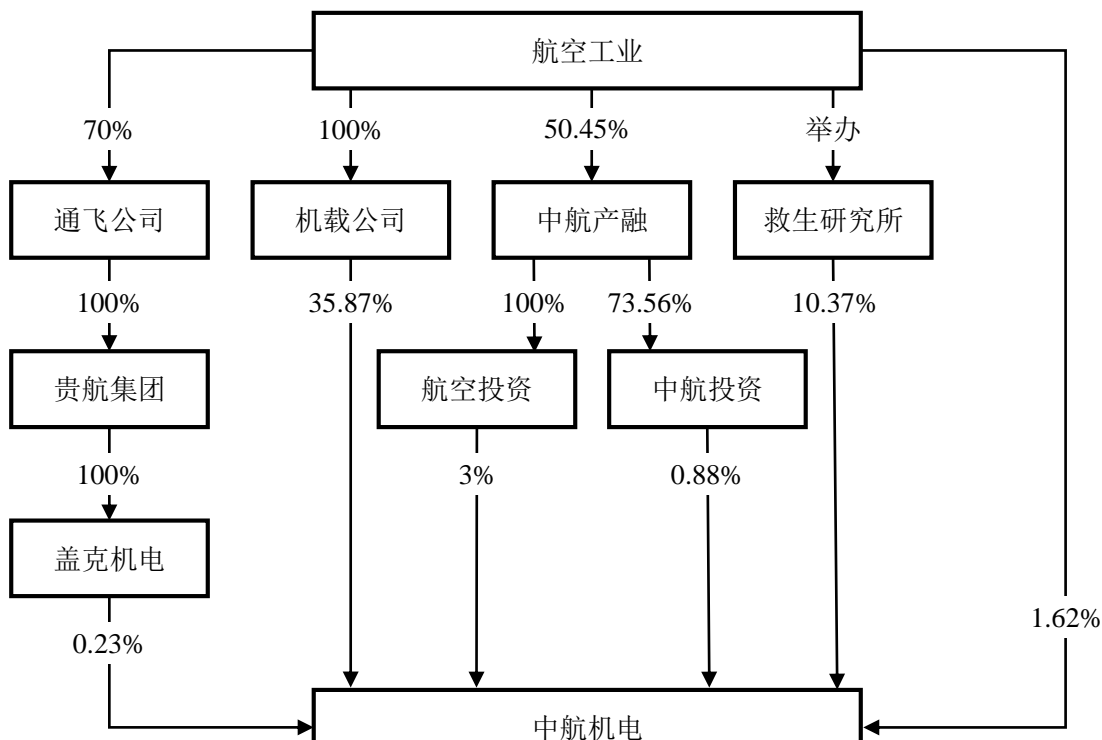 航空工业
70%
100%
50.45%
举办
通飞公司
机载公司
中航产融
救生研究所
100%
35.87%
100%
73.56%
10.37%
贵航集团
航空投资
中航投资
100%
3%
0.88%
盖克机电
1.62%
0.23%
中航机电